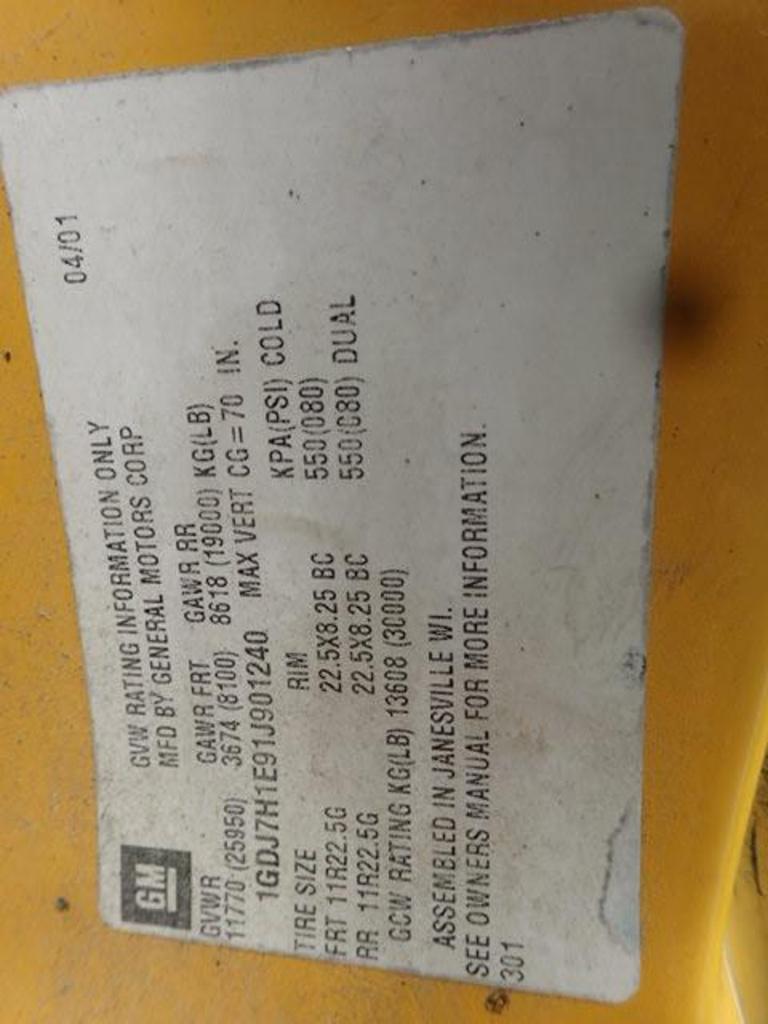 04/01
GM
GVW RATING INFORMATION ONLY
MFD BY GENERAL MOTORS CORP
GVWR GAWR FRT GAWR RR
11770 (25950) 3674 (8100) 8618 (19000) KG(LB)
1GDJ7H1E91J901240 MAX VERT CG=70 IN.
TIRE SIZE RIM KPA(PSI) COLD
FRT 11R22.5G 22.5X8.25 BC 550(080)
RR 11R22.5G 22.5X8.25 BC 550(080) DUAL
GCW RATING KG(LB) 13608 (30000)
ASSEMBLED IN JANESVILLE WI.
SEE OWNERS MANUAL FOR MORE INFORMATION.
301